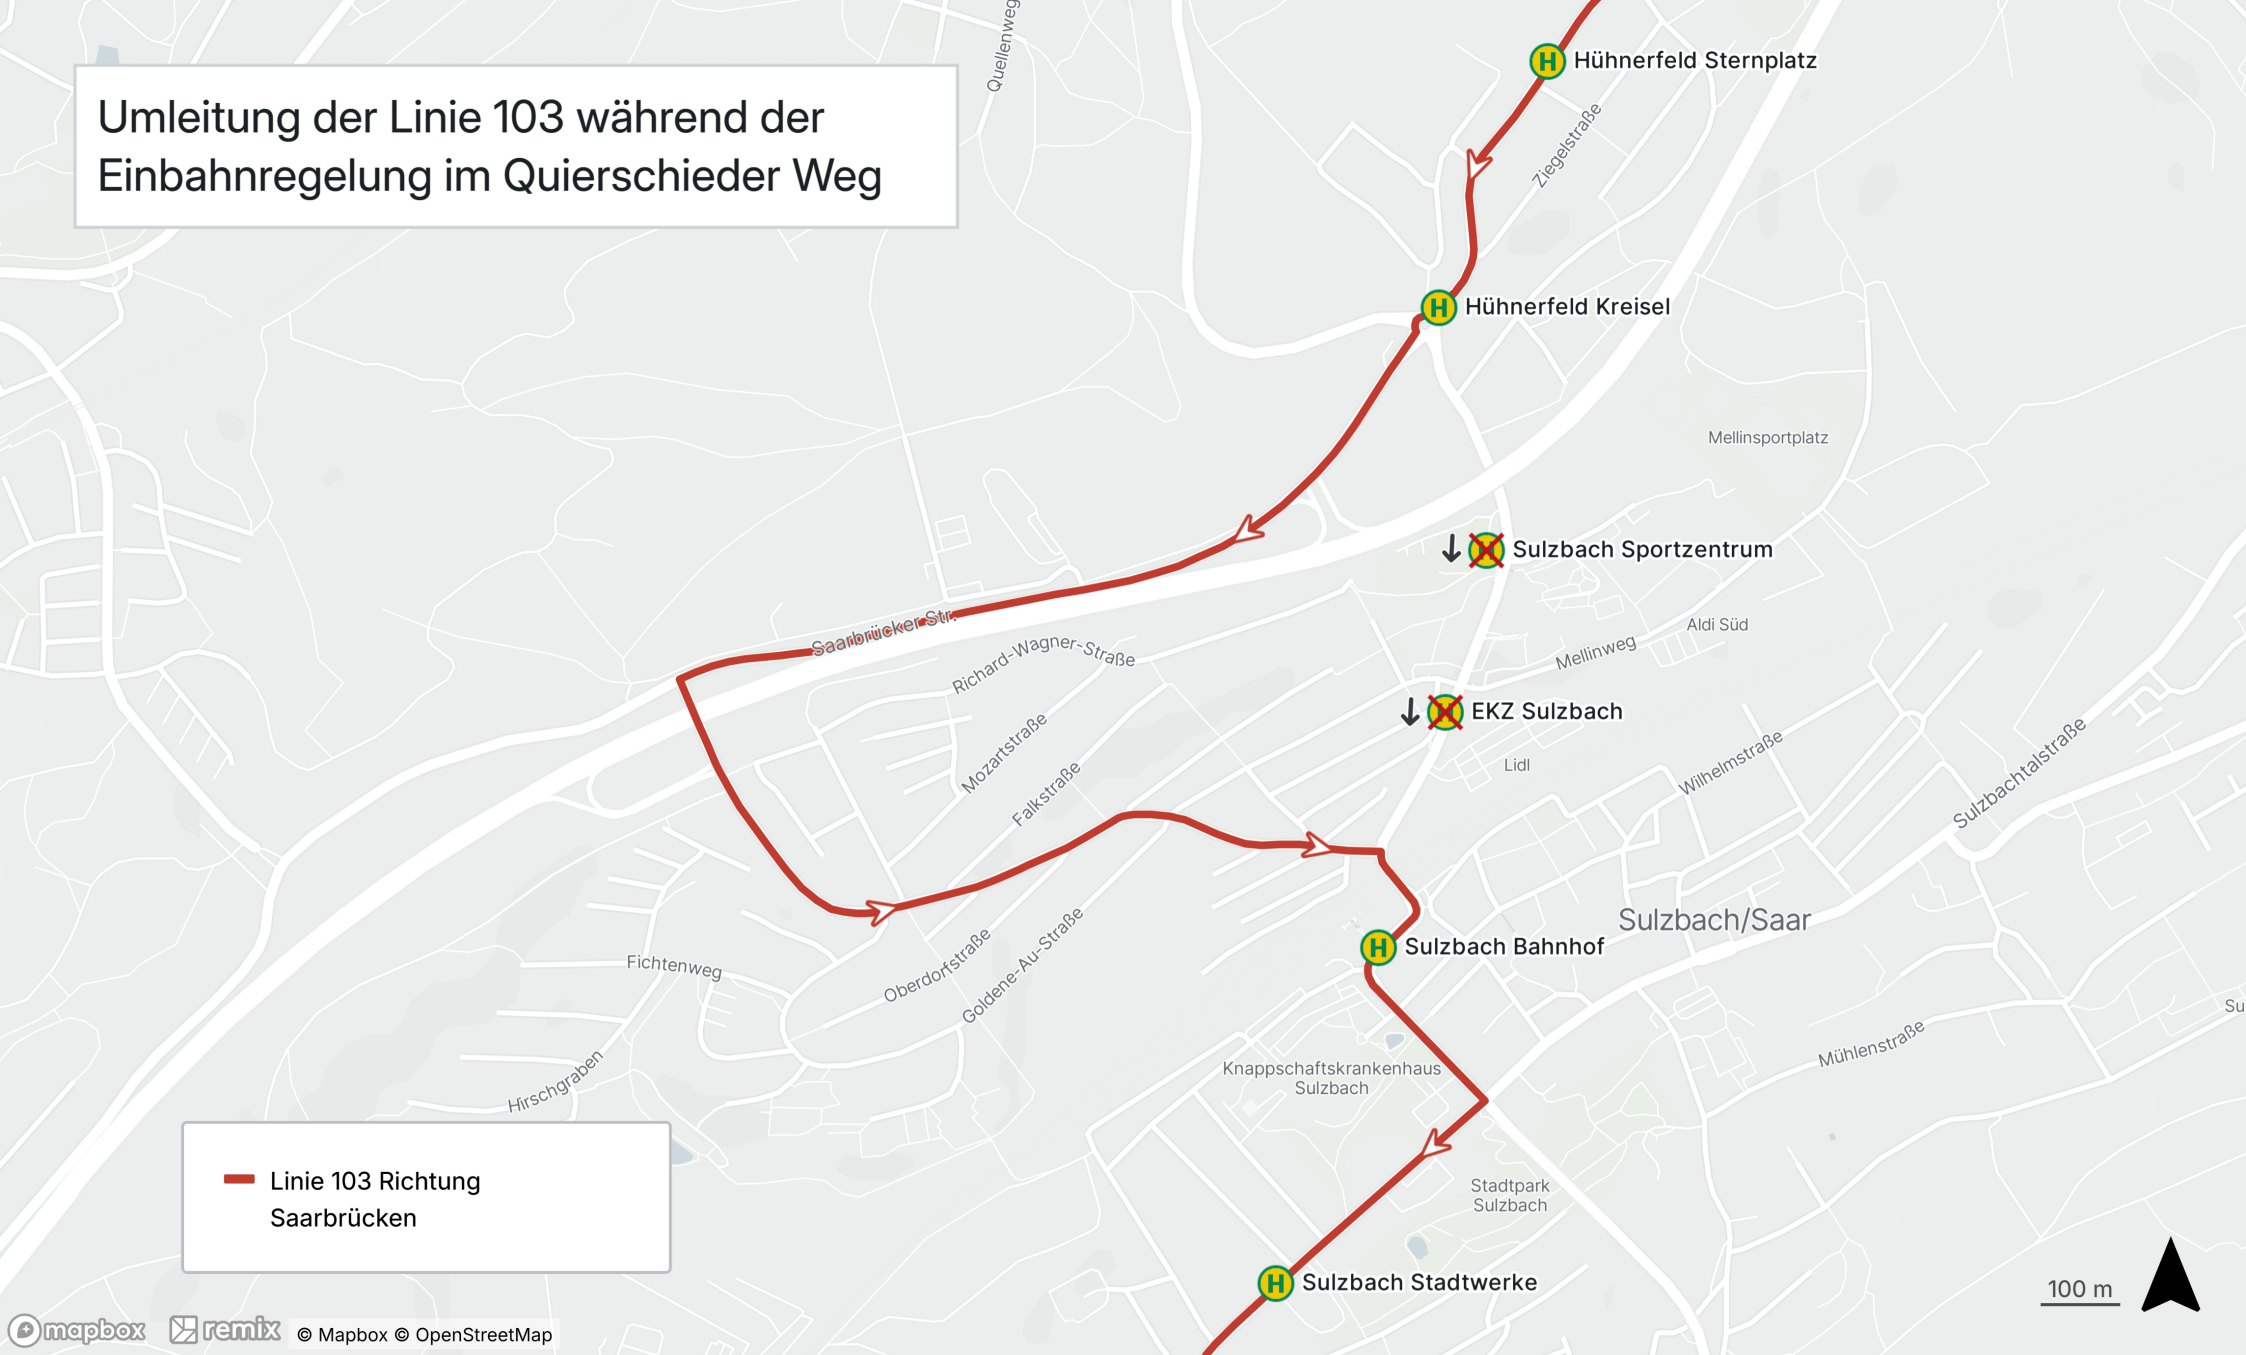 Umleitung der Linie 103 während der
Einbahnregelung im Quierschieder Weg
Quellenweg
Hühnerfeld Sternplatz
Ziegelstraße
Hühnerfeld Kreisel
Mellinsportplatz
Sulzbach Sportzentrum
Saarbrücker Str.
Richard-Wagner-Straße
Aldi Süd
Mellinweg
EKZ Sulzbach
Mozartstraße
Falkstraße
Lidl
Wilhelmstraße
Sulzbachtalstraße
Sulzbach/Saar
Sulzbach Bahnhof
Fichtenweg
Oberdorfstraße
Goldene-Au-Straße
Su
Mühlenstraße
Knappschaftskrankenhaus
Sulzbach
Hirschgraben
Linie 103 Richtung
Saarbrücken
Stadtpark
Sulzbach
Sulzbach Stadtwerke
100 m
mapbox
remix
© Mapbox © OpenStreetMap